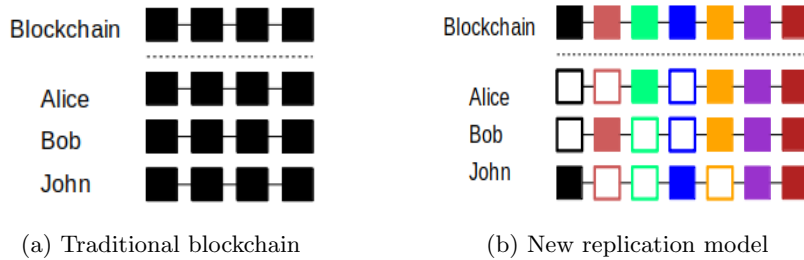 Blockchain
Alice
Bob
John
(a) Traditional blockchain
Blockchain
Alice
Bob
John
(b) New replication model